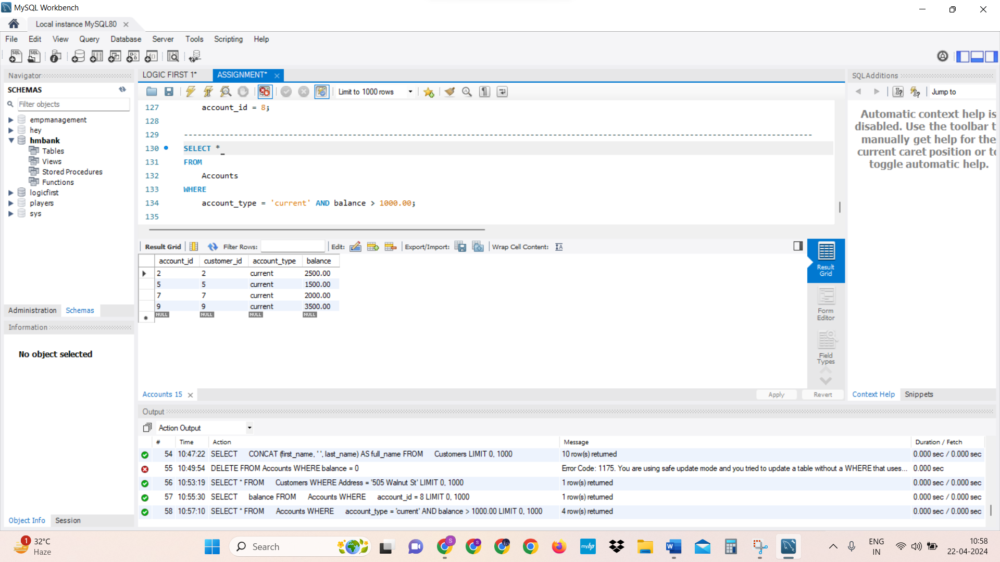 MySQL Workbench
Local instance MySQL80
File Edit View Query Database Server Tools Scripting Help
Navigator
SCHEMAS
Filter objects
empmanagement
hey
hmbank
Tables
Views
Stored Procedures
Functions
logicfirst
players
sys
Administration Schemas
Information
No object selected
Object Info Session
LOGIC FIRST 1* ASSIGNMENT*
Limit to 1000 rows
127 account_id = 8;
128
129 ------------------------------------------------------------------------------------------------------------------------------------------
130 SELECT *
131 FROM
132 Accounts
133 WHERE
134 account_type = 'current' AND balance > 1000.00;
135
Result Grid Filter Rows: Edit: Export/Import: Wrap Cell Content:
account_id customer_id account_type balance
2 2 current 2500.00
5 5 current 1500.00
7 7 current 2000.00
9 9 current 3500.00
NULL NULL NULL NULL
Result
Grid
Form
Editor
Field
Types
Accounts 15
Apply Revert
Output
Action Output
# Time Action Message Duration / Fetch
54 10:47:22 SELECT CONCAT(first_name, ' ', last_name) AS full_name FROM Customers LIMIT 0, 1000 10 row(s) returned 0.000 sec / 0.000 sec
55 10:49:54 DELETE FROM Accounts WHERE balance = 0 Error Code: 1175. You are using safe update mode and you tried to update a table without a WHERE that uses... 0.000 sec
56 10:53:19 SELECT * FROM Customers WHERE Address = '505 Walnut St' LIMIT 0, 1000 1 row(s) returned 0.000 sec / 0.000 sec
57 10:55:30 SELECT balance FROM Accounts WHERE account_id = 8 LIMIT 0, 1000 1 row(s) returned 0.000 sec / 0.000 sec
58 10:57:10 SELECT * FROM Accounts WHERE account_type = 'current' AND balance > 1000.00 LIMIT 0, 1000 4 row(s) returned 0.000 sec / 0.000 sec
SQLAdditions
Jump to
Automatic context help is
disabled. Use the toolbar t
manually get help for the
current caret position or to
toggle automatic help.
Context Help Snippets
1
32°C
Haze
Search
S
S
myhp
W
ENG
IN
10:58
22-04-2024